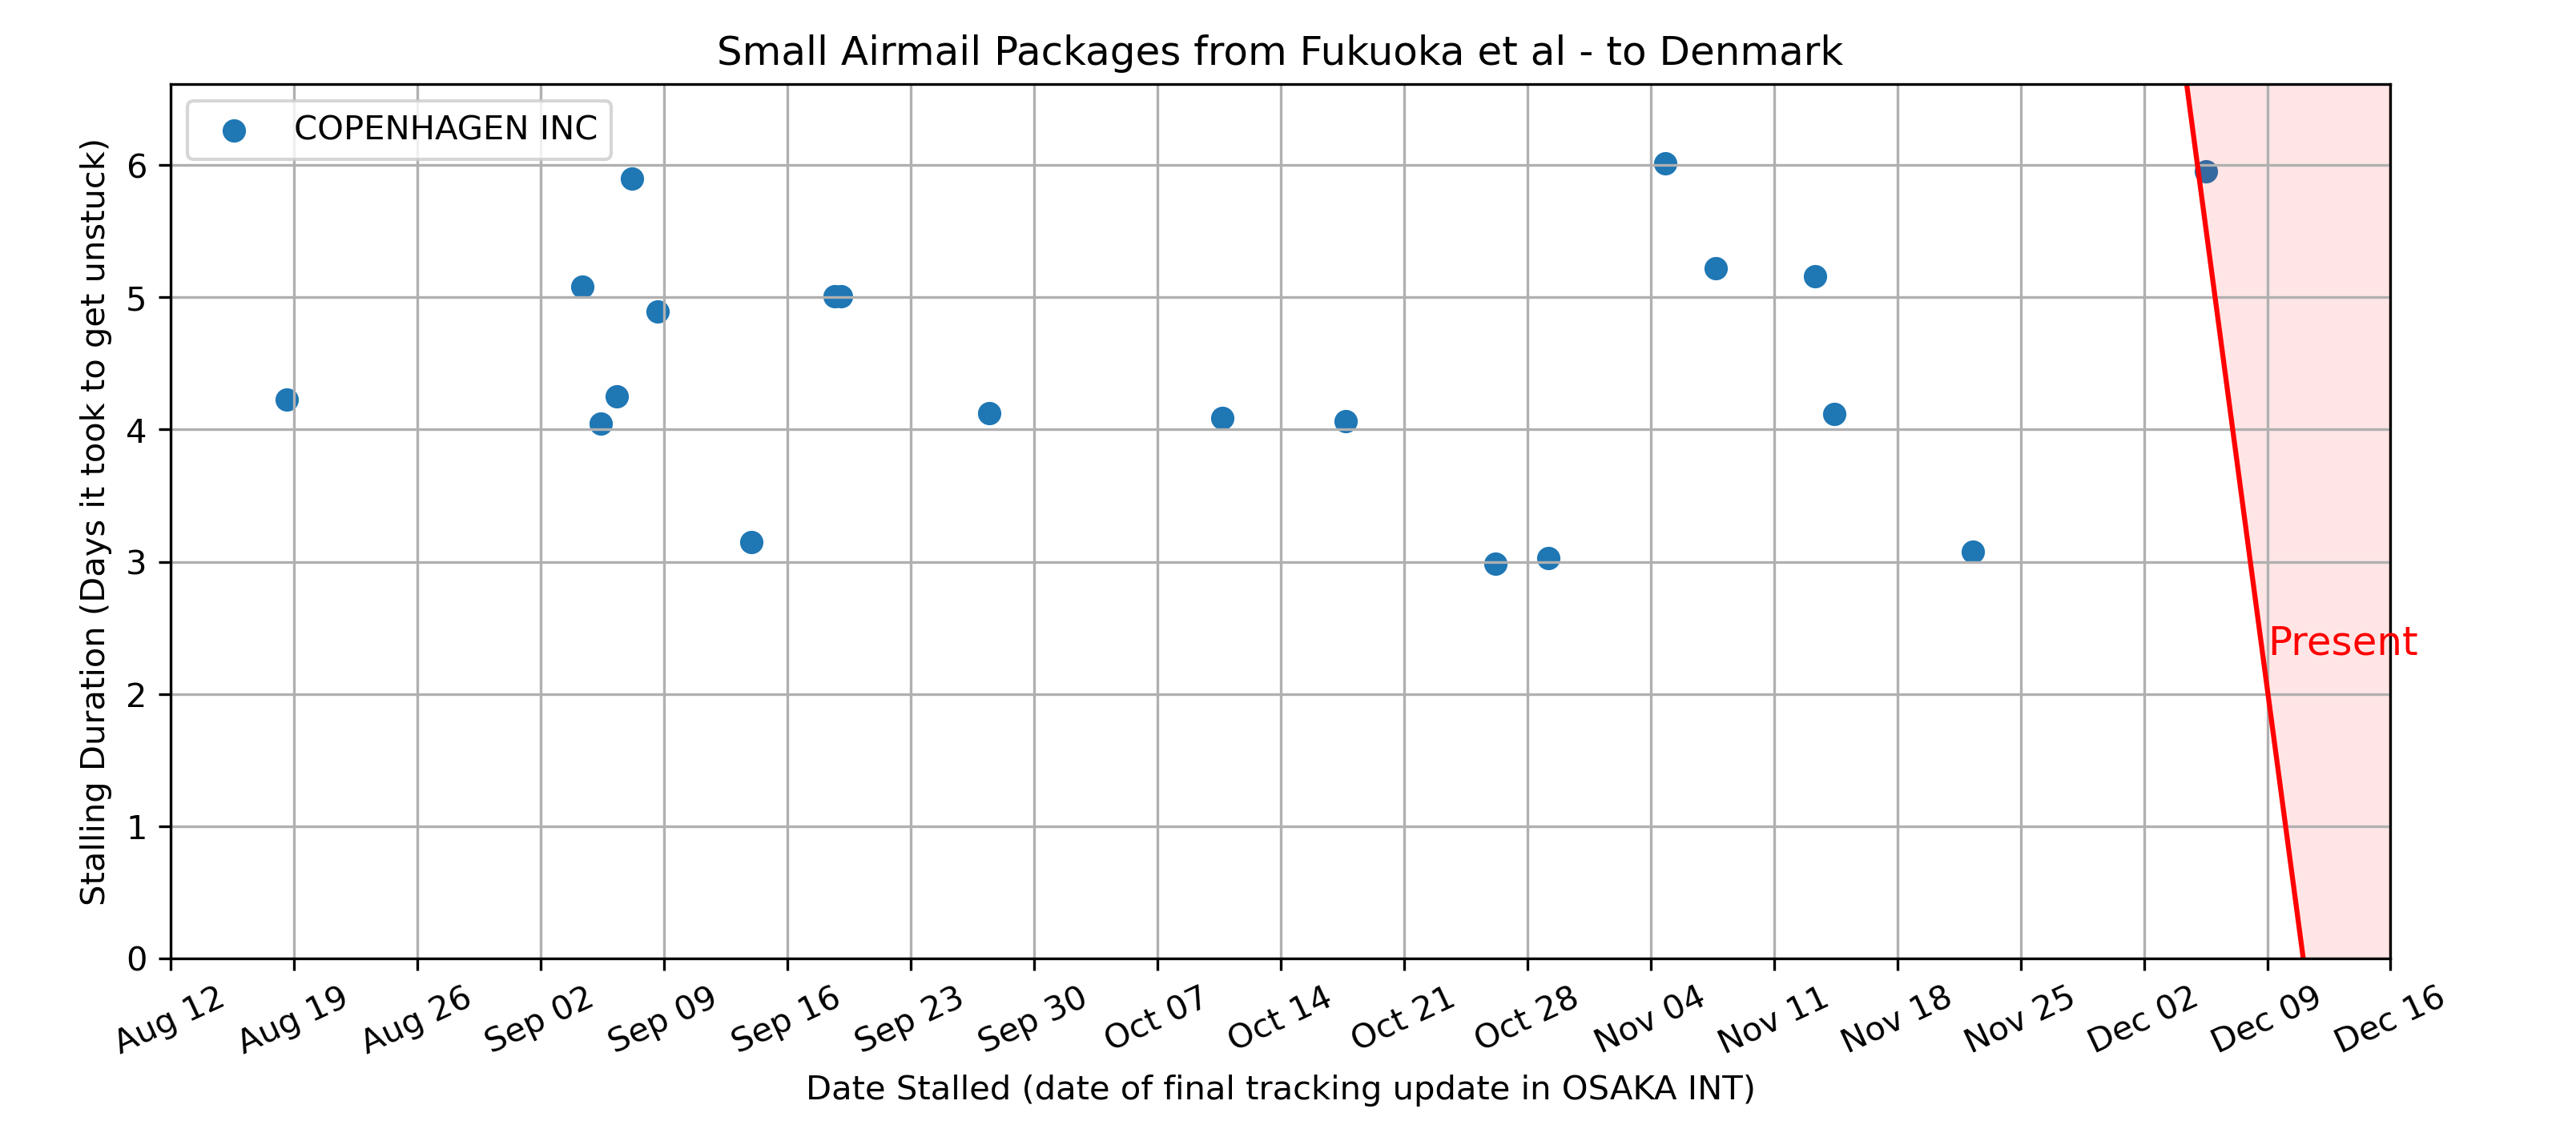 Small Airmail Packages from Fukuoka et al - to Denmark
COPENHAGEN INC
Stalling Duration (Days it took to get unstuck)
6
5
4
3
2
1
0
Present
Aug 12
Aug 19
Aug 26
Sep 02
Sep 09
Sep 16
Sep 23
Sep 30
Oct 07
Oct 14
Oct 21
Oct 28
Nov 04
Nov 11
Nov 18
Nov 25
Dec 02
Dec 09
Dec 16
Date Stalled (date of final tracking update in OSAKA INT)